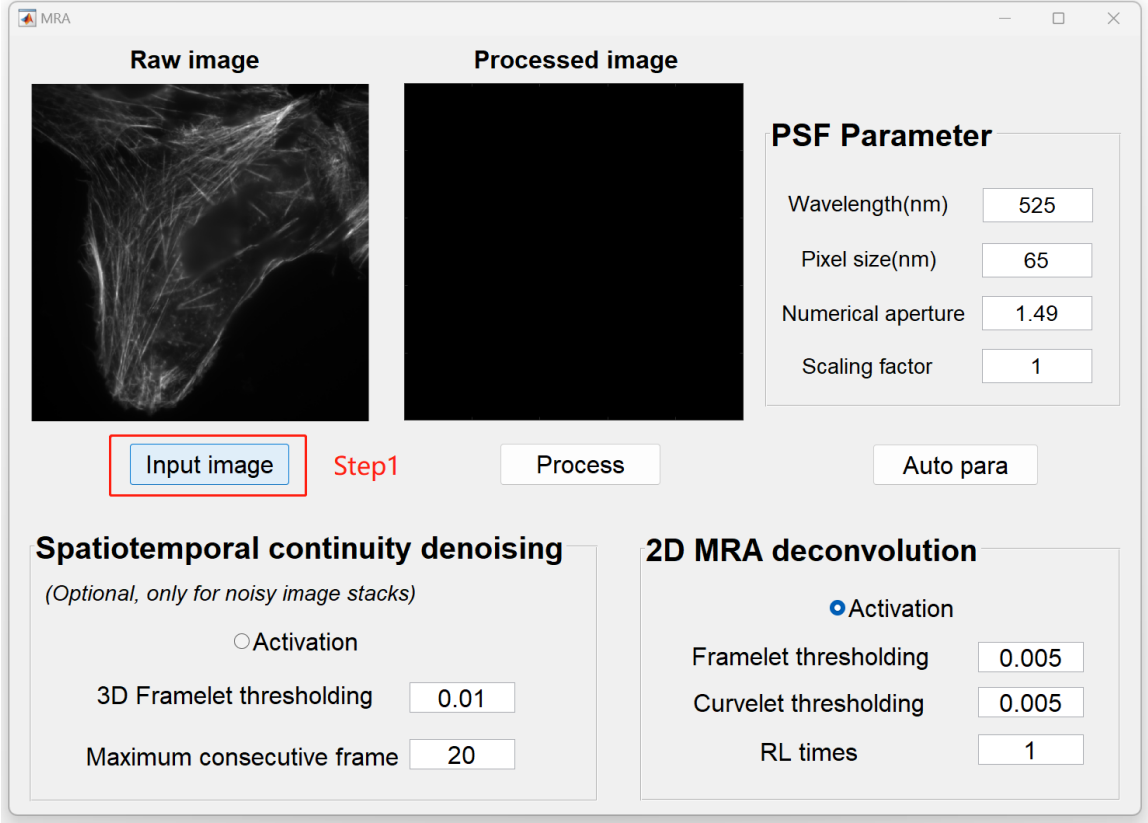 MRA
Raw image
Processed image
PSF Parameter
Wavelength(nm) 525
Pixel size(nm) 65
Numerical aperture 1.49
Scaling factor 1
Input image
Step1
Process
Auto para
Spatiotemporal continuity denoising
(Optional, only for noisy image stacks)
Activation
3D Framelet thresholding 0.01
Maximum consecutive frame 20
2D MRA deconvolution
Activation
Framelet thresholding 0.005
Curvelet thresholding 0.005
RL times 1